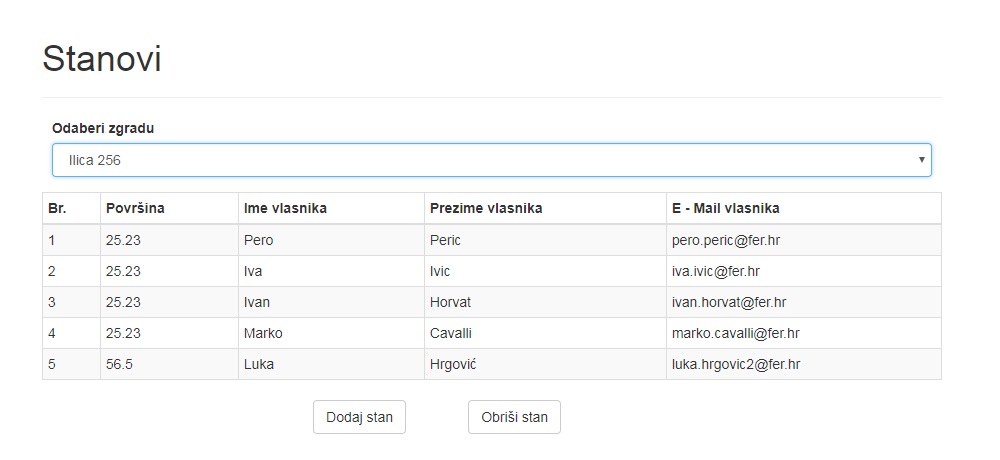 Stanovi
Odaberi zgradu
Ilica 256
Br. Površina Ime vlasnika Prezime vlasnika E - Mail vlasnika
1 25.23 Pero Peric pero.peric@fer.hr
2 25.23 Iva Ivic iva.ivic@fer.hr
3 25.23 Ivan Horvat ivan.horvat@fer.hr
4 25.23 Marko Cavalli marko.cavalli@fer.hr
5 56.5 Luka Hrgović luka.hrgovic2@fer.hr
Dodaj stan Obriši stan